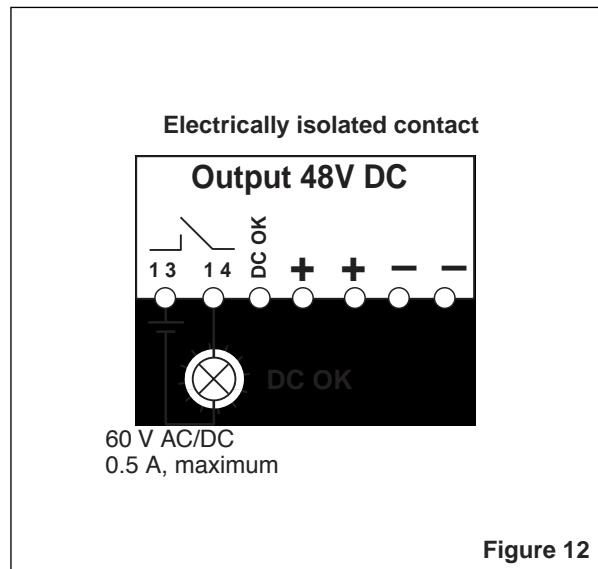 Electrically isolated contact
Output 48V DC
DC OK
13 14 + + − −
DC OK
60 V AC/DC
0.5 A, maximum
Figure 12